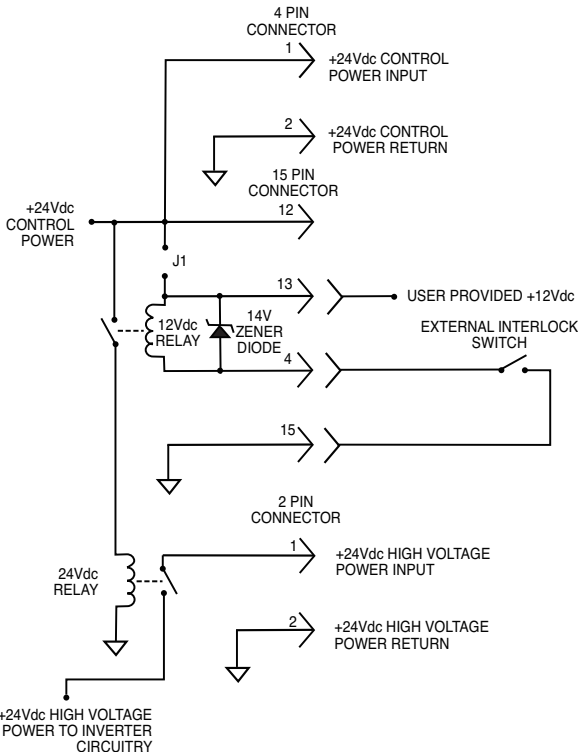 4 PIN
CONNECTOR
1
+24Vdc CONTROL
POWER INPUT
2
+24Vdc CONTROL
POWER RETURN
15 PIN
CONNECTOR
12
+24Vdc
CONTROL
POWER
J1
13
USER PROVIDED +12Vdc
12Vdc
RELAY
14V
ZENER
DIODE
EXTERNAL INTERLOCK
SWITCH
4
15
2 PIN
CONNECTOR
1
+24Vdc HIGH VOLTAGE
POWER INPUT
24Vdc
RELAY
2
+24Vdc HIGH VOLTAGE
POWER RETURN
+24Vdc HIGH VOLTAGE
POWER TO INVERTER
CIRCUITRY